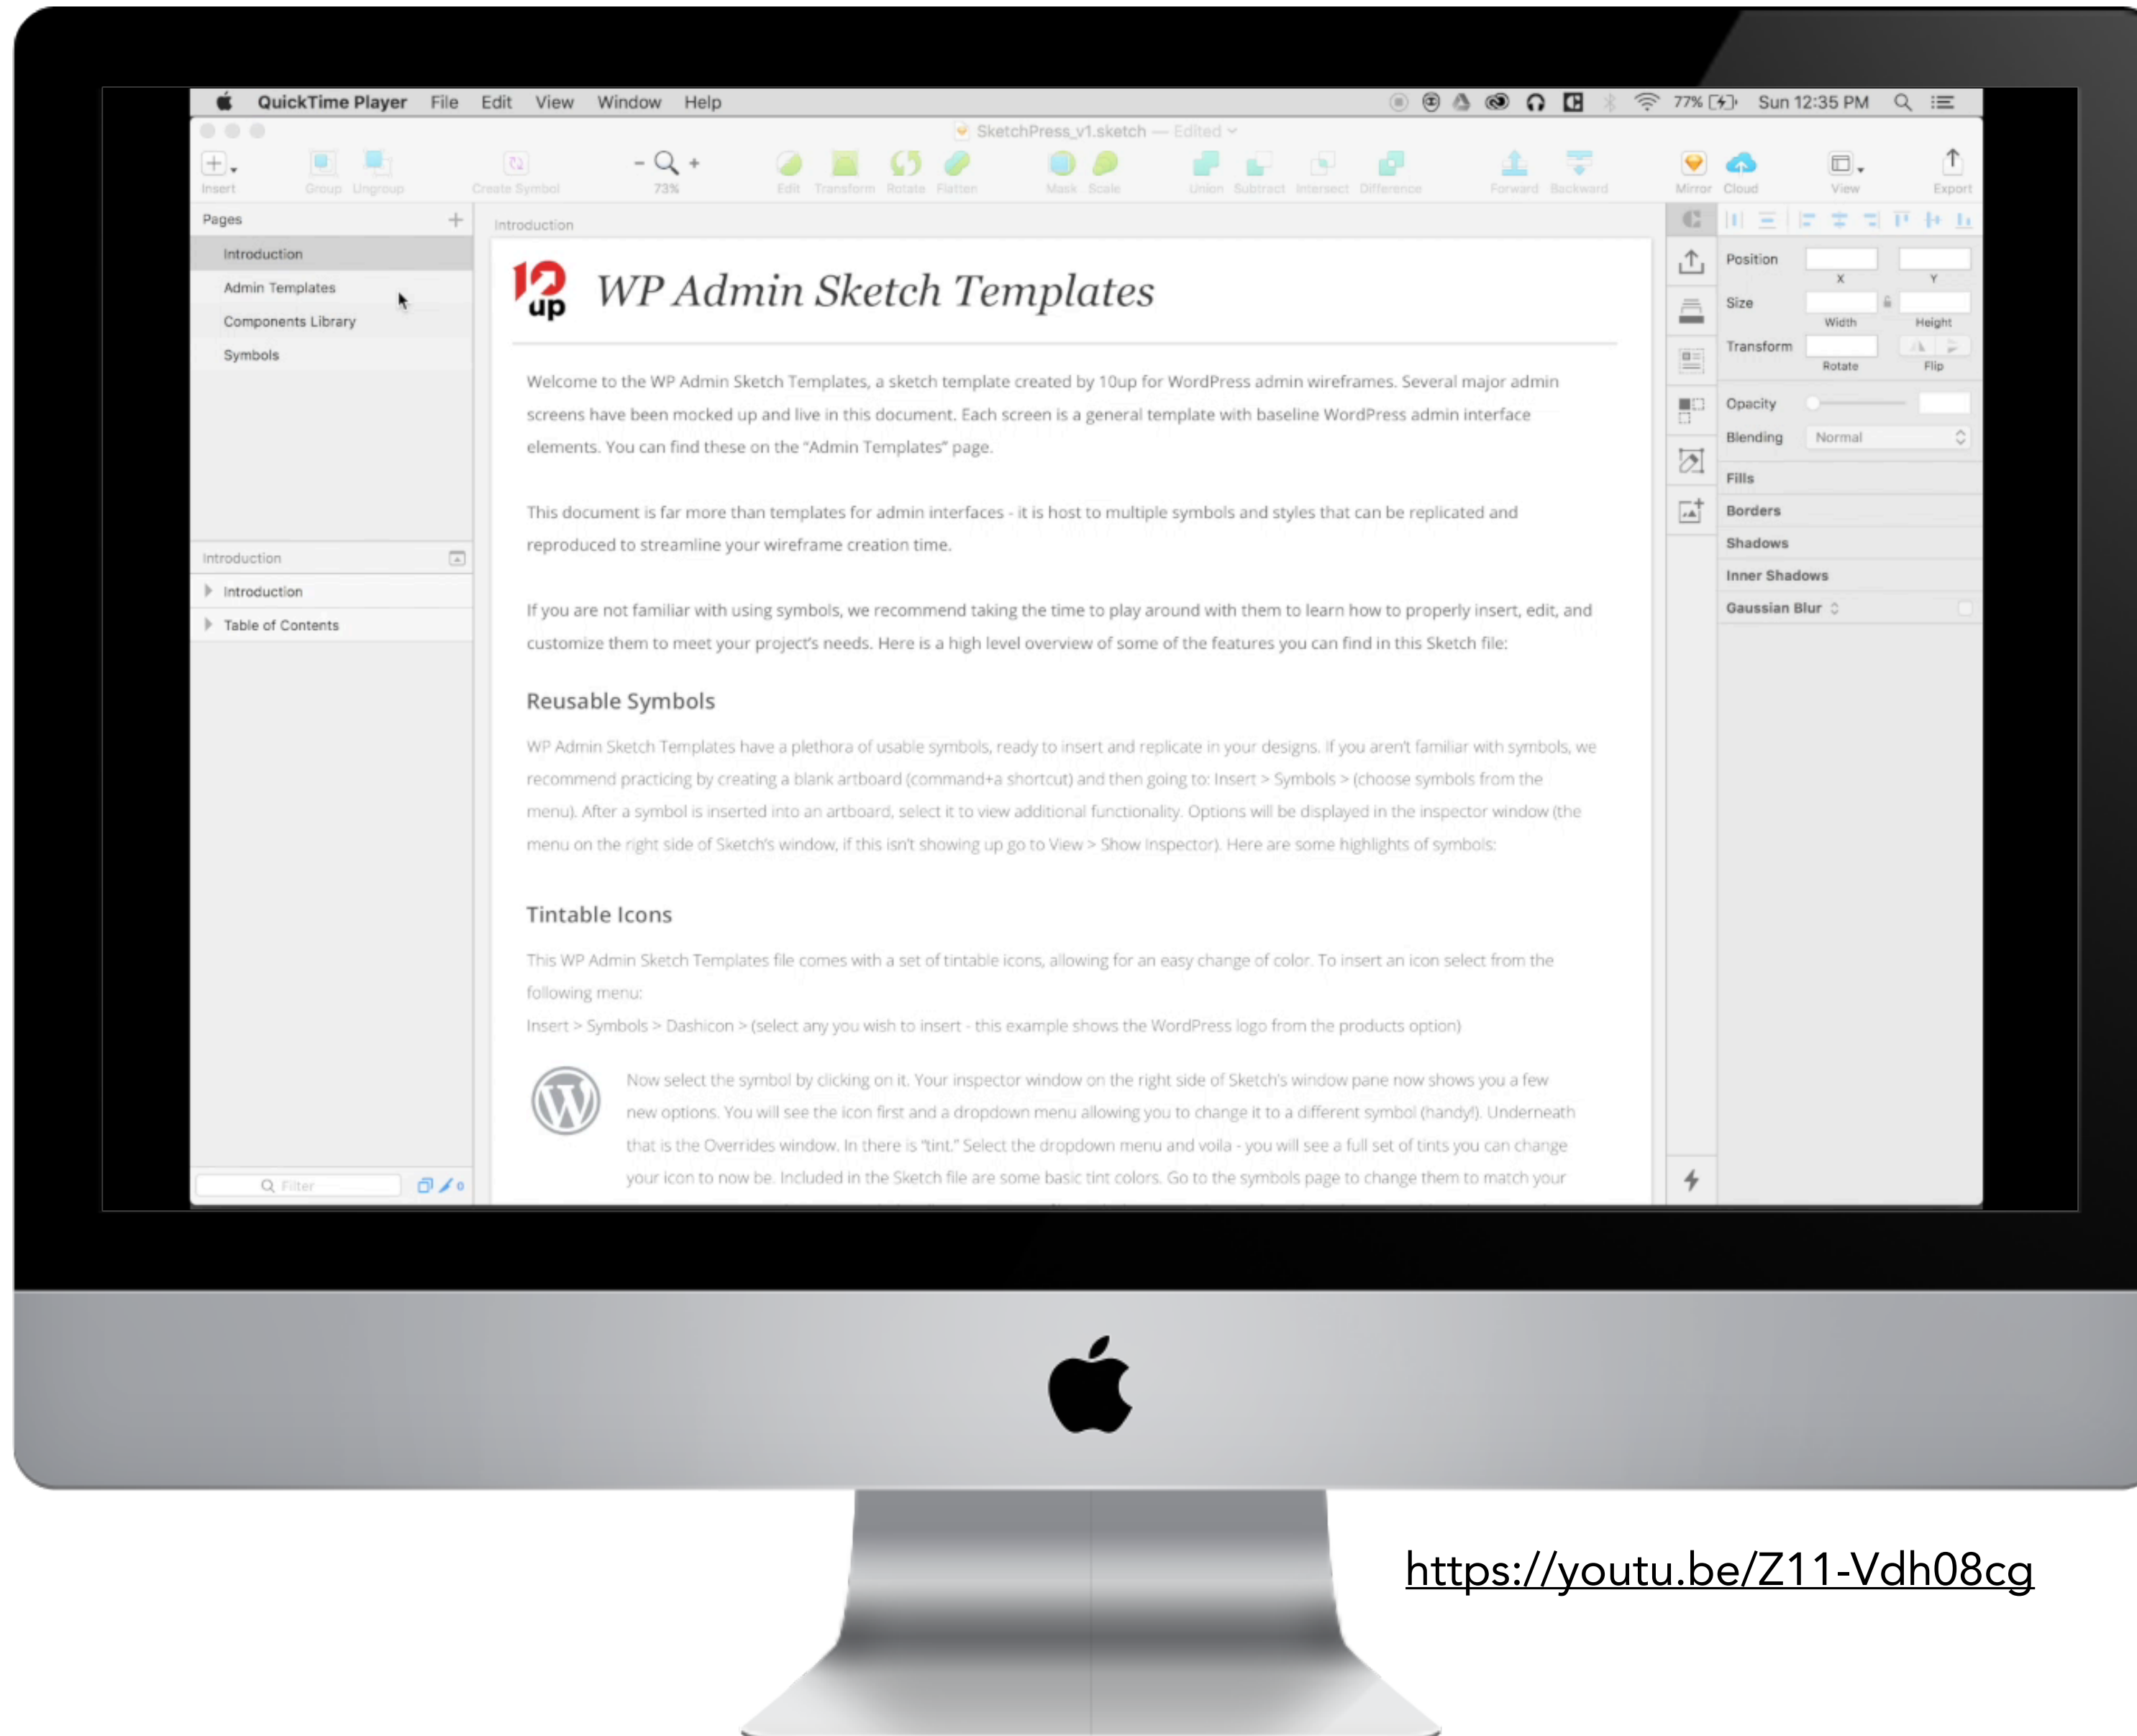 QuickTime Player File Edit View Window Help 77% Sun 12:35 PM
SketchPress_v1.sketch — Edited
Insert Group Ungroup Create Symbol 73% Edit Transform Rotate Flatten Mask Scale Union Subtract Intersect Difference Forward Backward Mirror Cloud View Export
Pages
Introduction
Admin Templates
Components Library
Symbols
Introduction
Introduction
Table of Contents
Filter 0
Introduction
10up WP Admin Sketch Templates
Welcome to the WP Admin Sketch Templates, a sketch template created by 10up for WordPress admin wireframes. Several major admin
screens have been mocked up and live in this document. Each screen is a general template with baseline WordPress admin interface
elements. You can find these on the “Admin Templates” page.
This document is far more than templates for admin interfaces - it is host to multiple symbols and styles that can be replicated and
reproduced to streamline your wireframe creation time.
If you are not familiar with using symbols, we recommend taking the time to play around with them to learn how to properly insert, edit, and
customize them to meet your project’s needs. Here is a high level overview of some of the features you can find in this Sketch file:
Reusable Symbols
WP Admin Sketch Templates have a plethora of usable symbols, ready to insert and replicate in your designs. If you aren’t familiar with symbols, we
recommend practicing by creating a blank artboard (command+a shortcut) and then going to: Insert > Symbols > (choose symbols from the
menu). After a symbol is inserted into an artboard, select it to view additional functionality. Options will be displayed in the inspector window (the
menu on the right side of Sketch’s window, if this isn’t showing up go to View > Show Inspector). Here are some highlights of symbols:
Tintable Icons
This WP Admin Sketch Templates file comes with a set of tintable icons, allowing for an easy change of color. To insert an icon select from the
following menu:
Insert > Symbols > Dashicon > (select any you wish to insert - this example shows the WordPress logo from the products option)
Now select the symbol by clicking on it. Your inspector window on the right side of Sketch’s window pane now shows you a few
new options. You will see the icon first and a dropdown menu allowing you to change it to a different symbol (handy!). Underneath
that is the Overrides window. In there is “tint.” Select the dropdown menu and voila - you will see a full set of tints you can change
your icon to now be. Included in the Sketch file are some basic tint colors. Go to the symbols page to change them to match your
Position
X Y
Size
Width Height
Transform
Rotate Flip
Opacity
Blending Normal
Fills
Borders
Shadows
Inner Shadows
Gaussian Blur
https://youtu.be/Z11-Vdh08cg